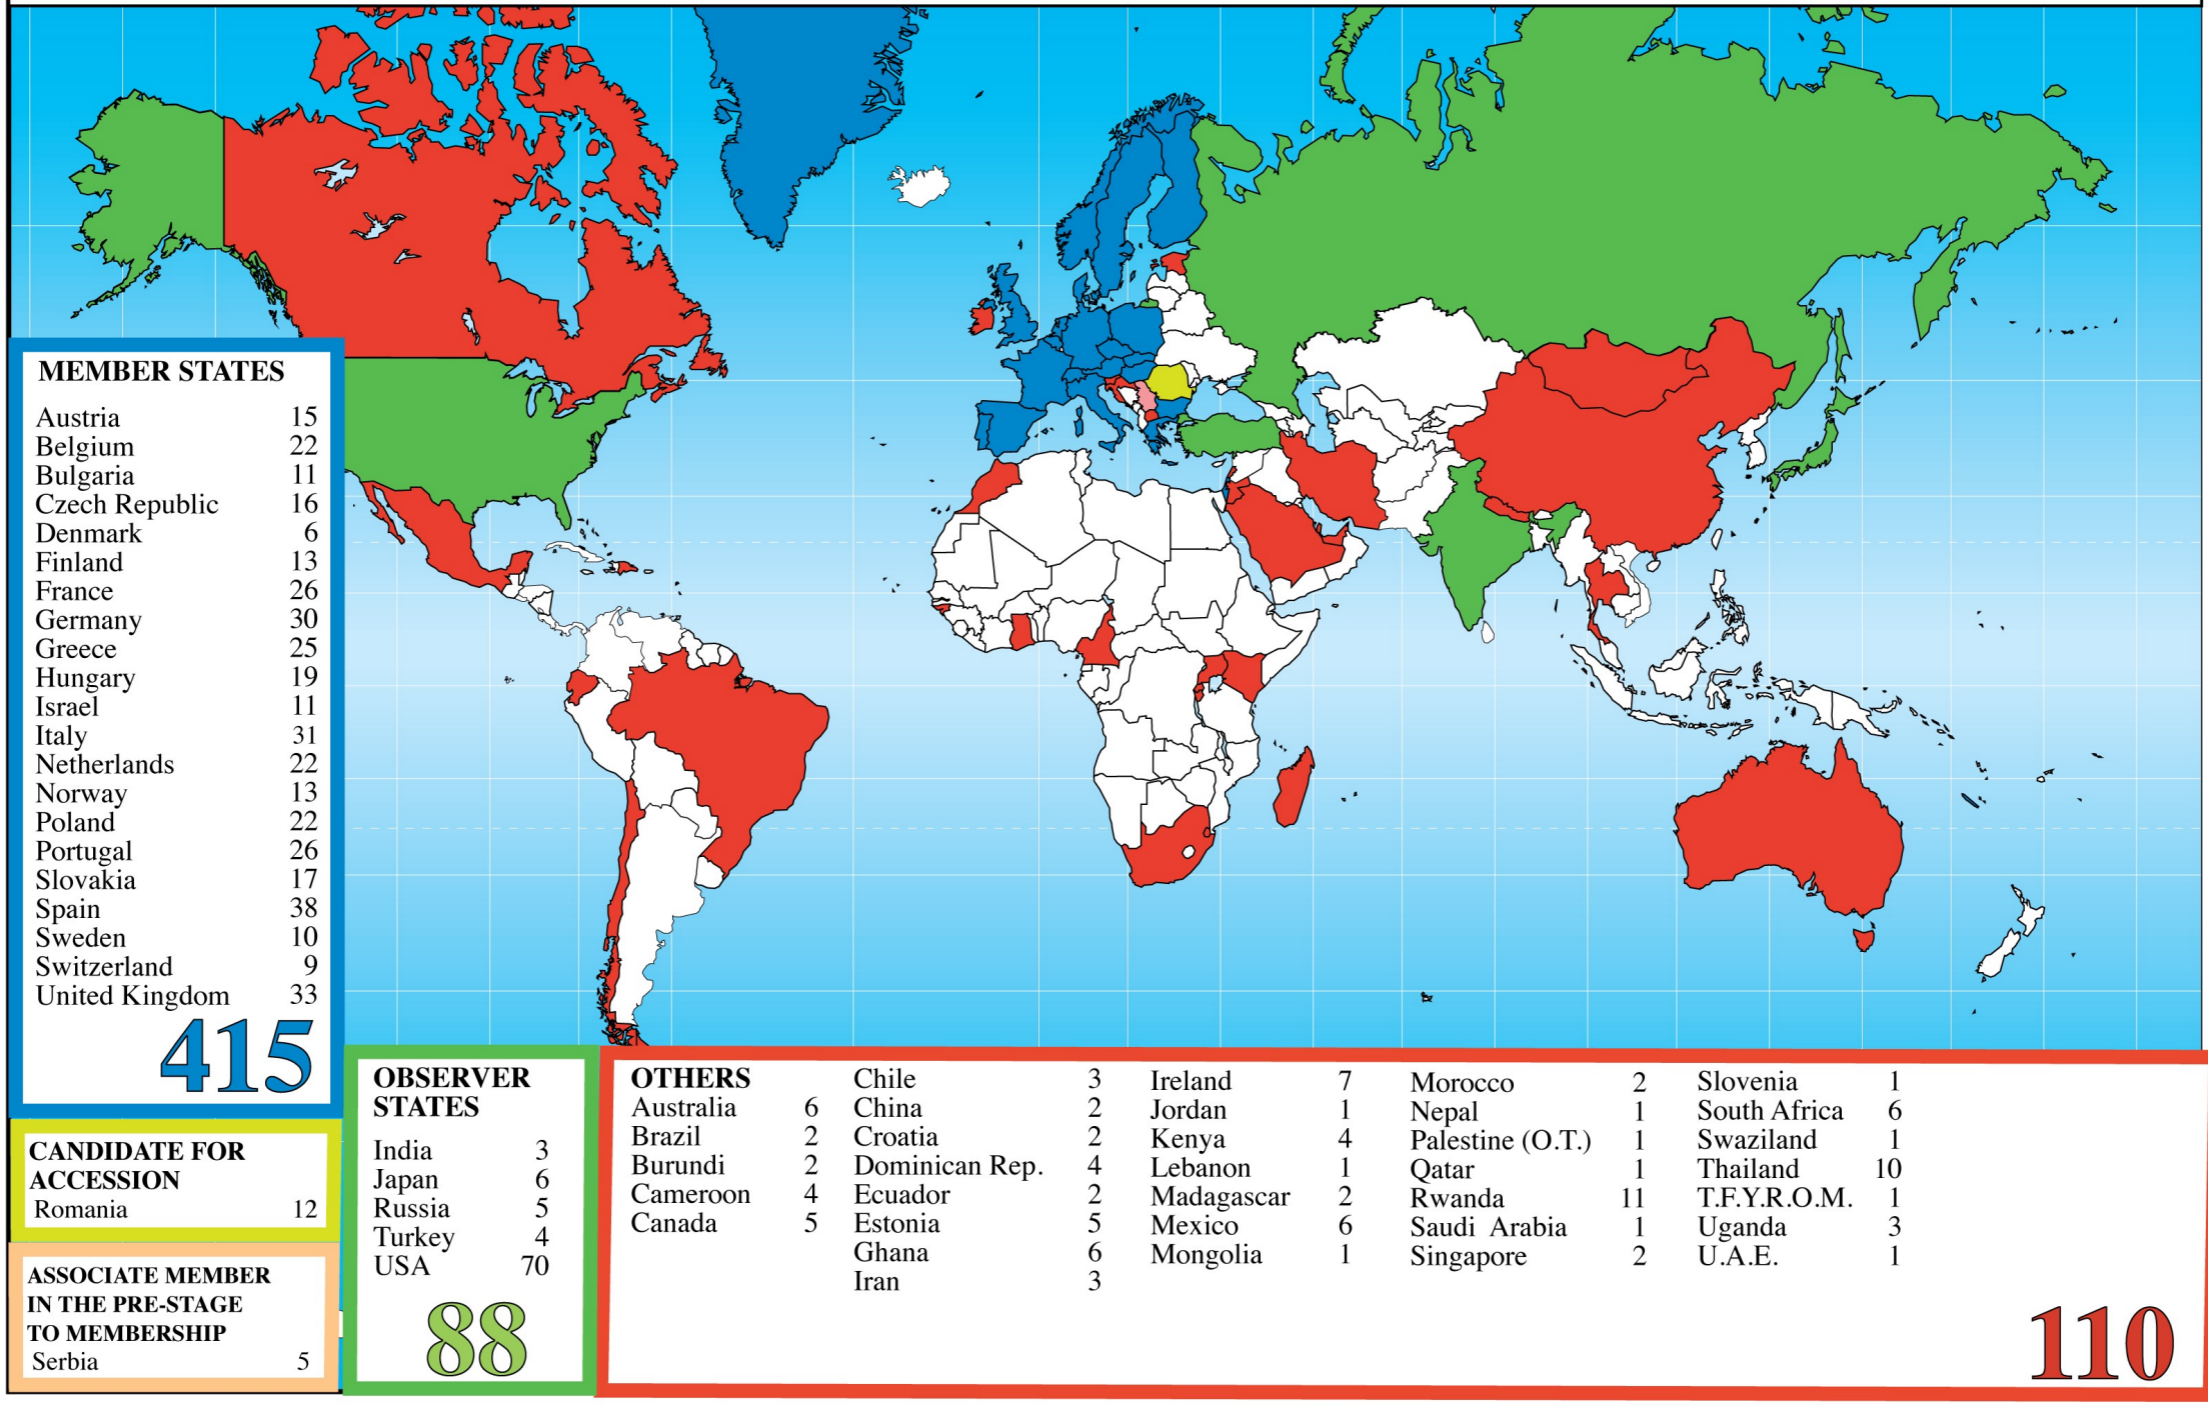 MEMBER STATES
Austria 15
Belgium 22
Bulgaria 11
Czech Republic 16
Denmark 6
Finland 13
France 26
Germany 30
Greece 25
Hungary 19
Israel 11
Italy 31
Netherlands 22
Norway 13
Poland 22
Portugal 26
Slovakia 17
Spain 38
Sweden 10
Switzerland 9
United Kingdom 33
415
CANDIDATE FOR
ACCESSION
Romania 12
ASSOCIATE MEMBER
IN THE PRE-STAGE
TO MEMBERSHIP
Serbia 5
OBSERVER
STATES
India 3
Japan 6
Russia 5
Turkey 4
USA 70
88
OTHERS
Australia 6
Brazil 2
Burundi 2
Cameroon 4
Canada 5
Chile 3
China 2
Croatia 2
Dominican Rep. 4
Ecuador 2
Estonia 5
Ghana 6
Iran 3
Ireland 7
Jordan 1
Kenya 4
Lebanon 1
Madagascar 2
Mexico 6
Mongolia 1
Morocco 2
Nepal 1
Palestine (O.T.) 1
Qatar 1
Rwanda 11
Saudi Arabia 1
Singapore 2
Slovenia 1
South Africa 6
Swaziland 1
Thailand 10
T.F.Y.R.O.M. 1
Uganda 3
U.A.E. 1
110